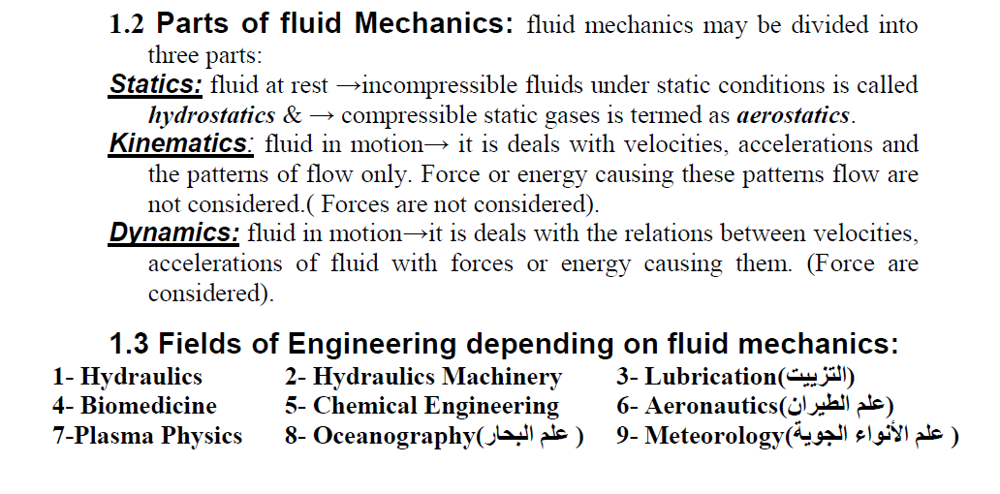 1.2 Parts of fluid Mechanics: fluid mechanics may be divided into
three parts:
Statics: fluid at rest →incompressible fluids under static conditions is called
hydrostatics & → compressible static gases is termed as aerostatics.
Kinematics: fluid in motion→ it is deals with velocities, accelerations and
the patterns of flow only. Force or energy causing these patterns flow are
not considered.( Forces are not considered).
Dynamics: fluid in motion→it is deals with the relations between velocities,
accelerations of fluid with forces or energy causing them. (Force are
considered).
1.3 Fields of Engineering depending on fluid mechanics:
1- Hydraulics 2- Hydraulics Machinery 3- Lubrication(التزييت)
4- Biomedicine 5- Chemical Engineering 6- Aeronautics(علم الطيران)
7-Plasma Physics 8- Oceanography(علم البحار ) 9- Meteorology(علم الأنواء الجوية )